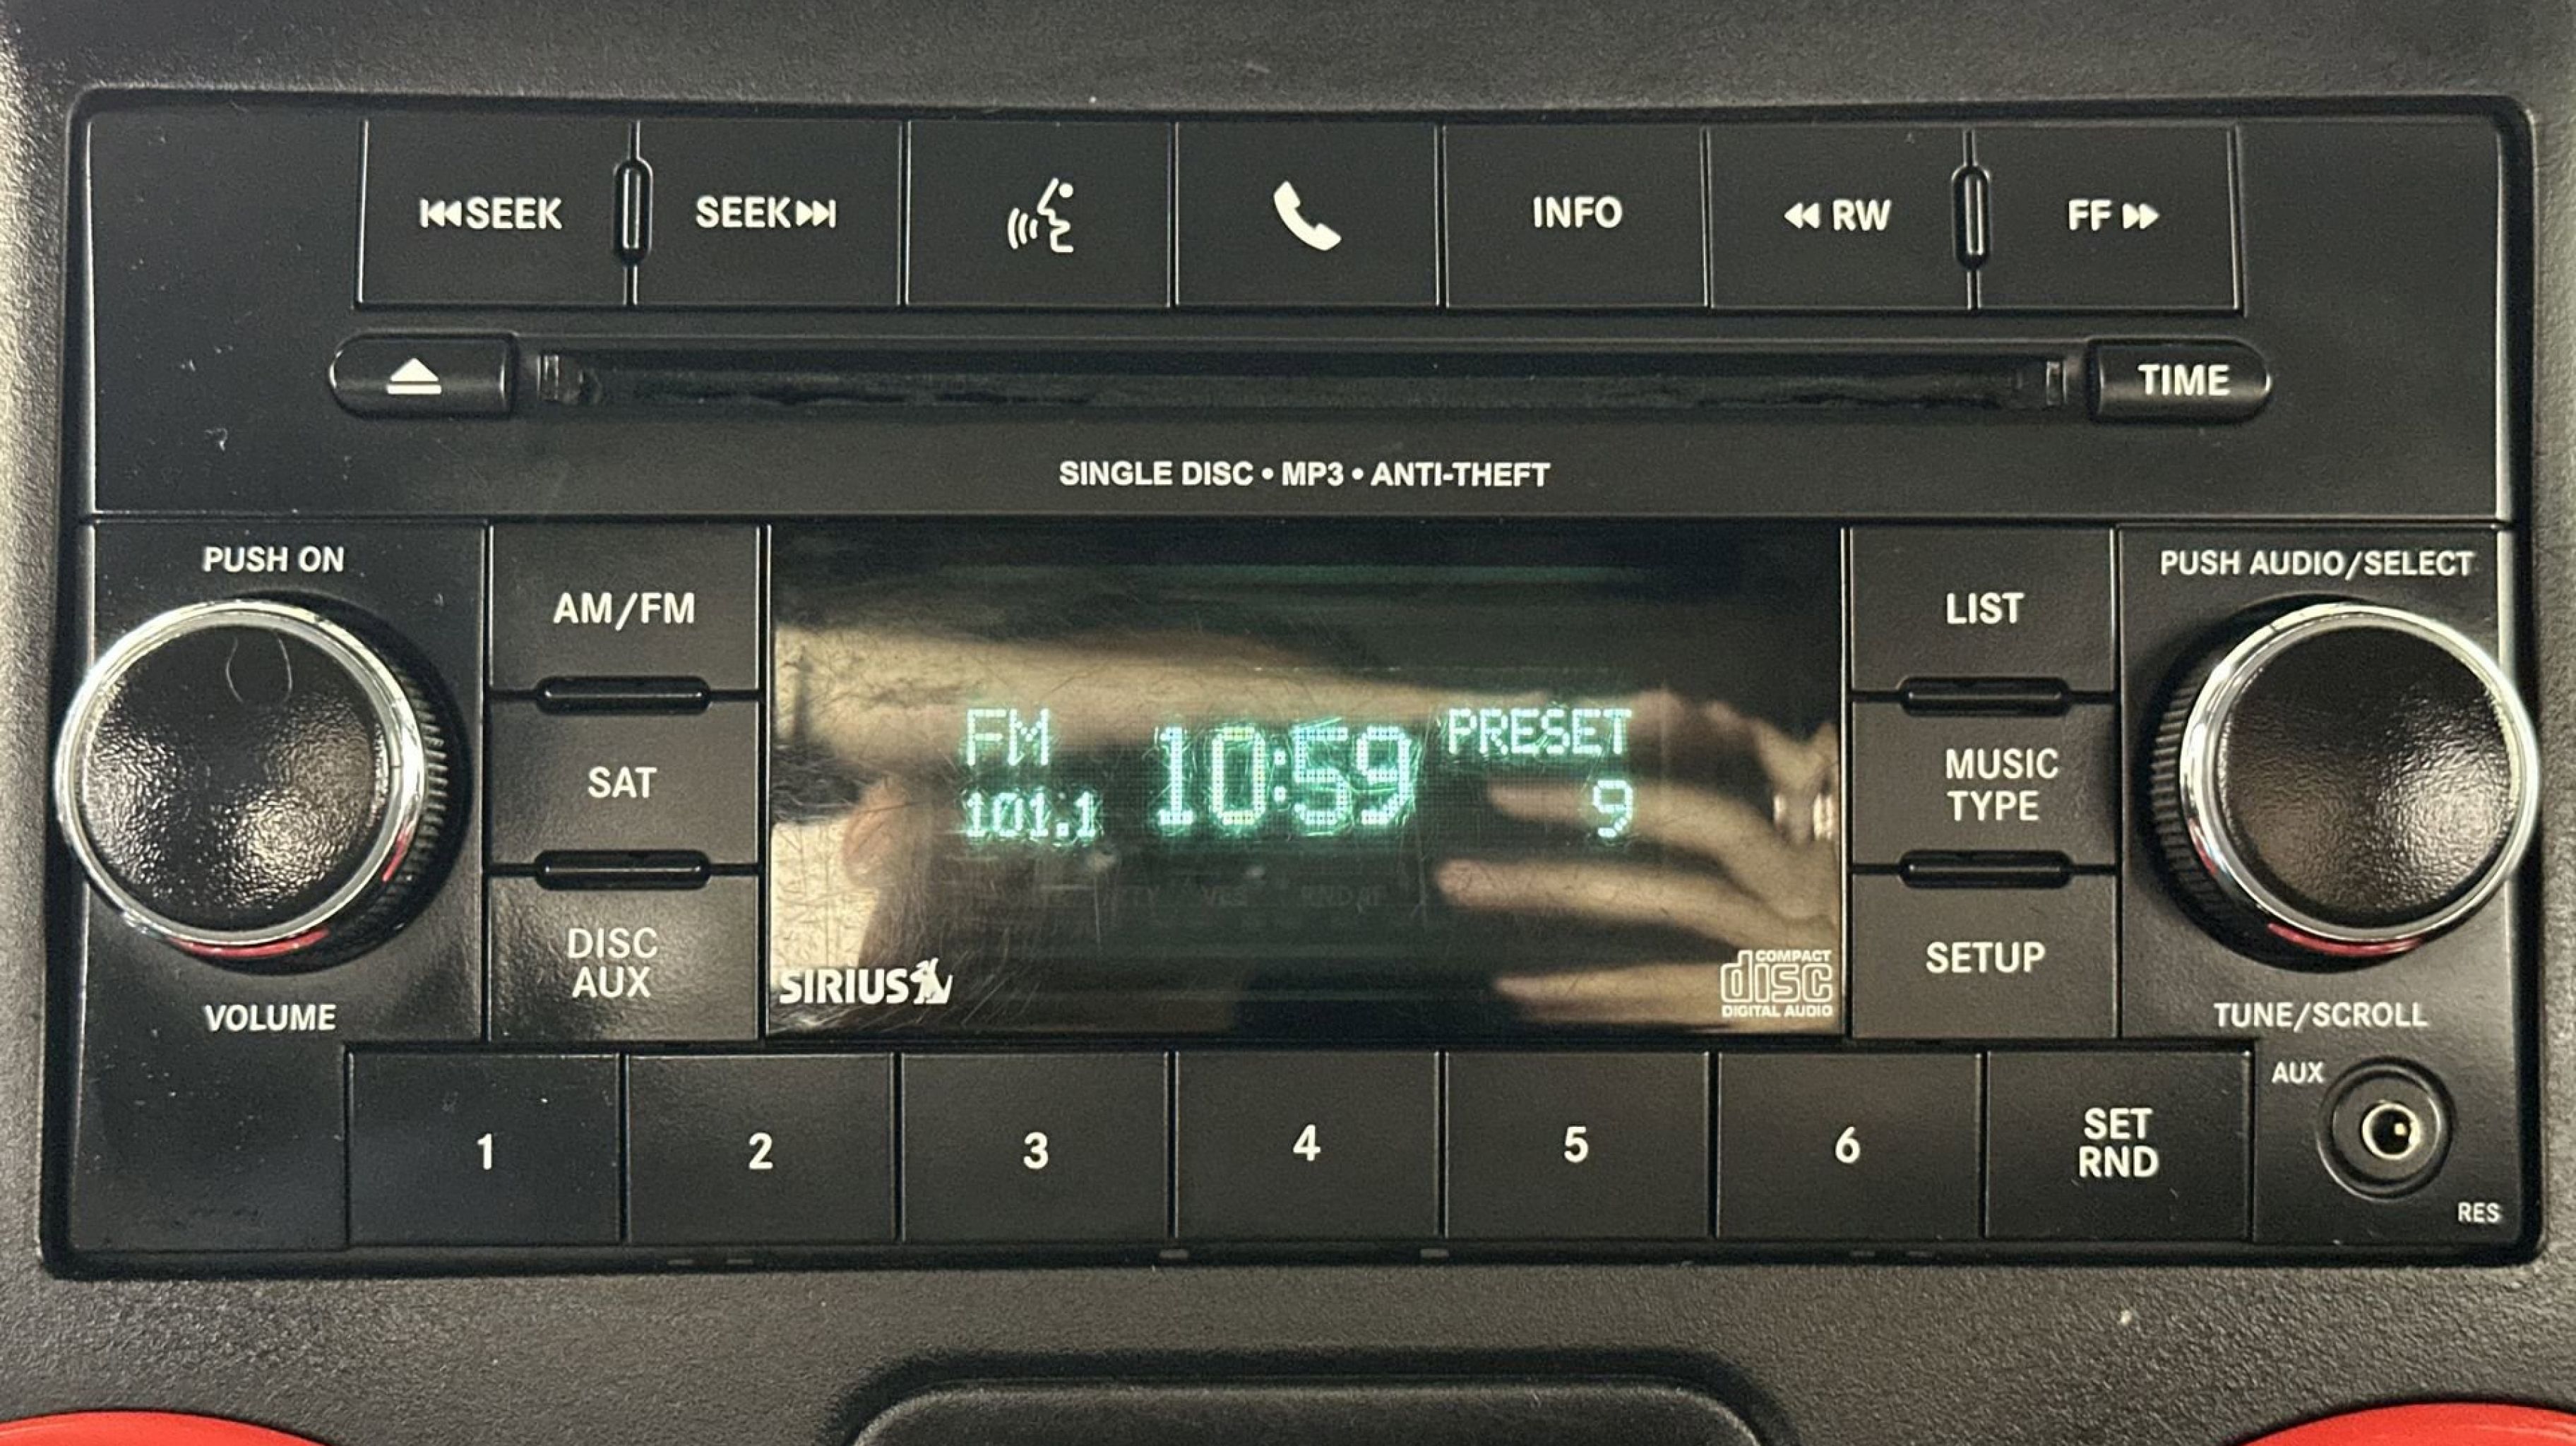 SEEK
SEEK
INFO
RW
FF
TIME
SINGLE DISC • MP3 • ANTI-THEFT
PUSH ON
VOLUME
AM/FM
SAT
DISC
AUX
FM
101.1
10:59
PRESET
9
SIRIUS
COMPACT
disc
DIGITAL AUDIO
LIST
MUSIC
TYPE
SETUP
PUSH AUDIO/SELECT
TUNE/SCROLL
1
2
3
4
5
6
SET
RND
AUX
RES